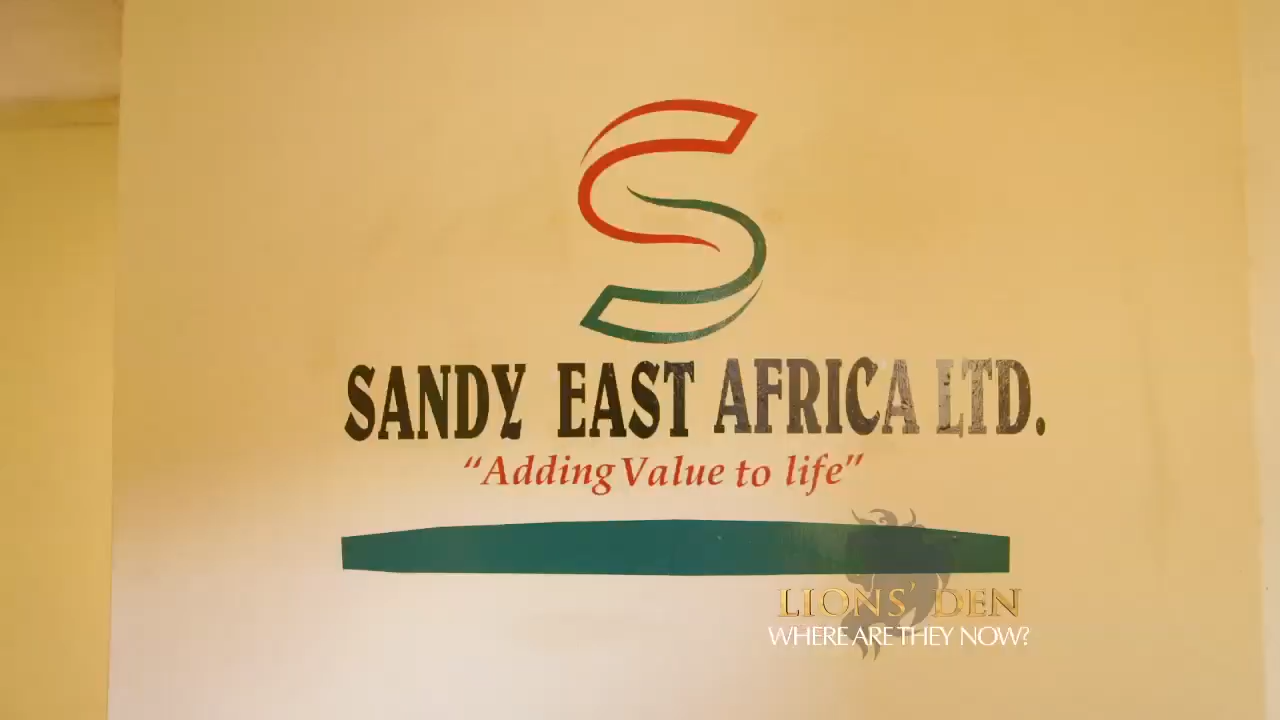 SANDY EAST AFRICA LTD.
“Adding Value to life”
LIONS' DEN
WHERE ARE THEY NOW?